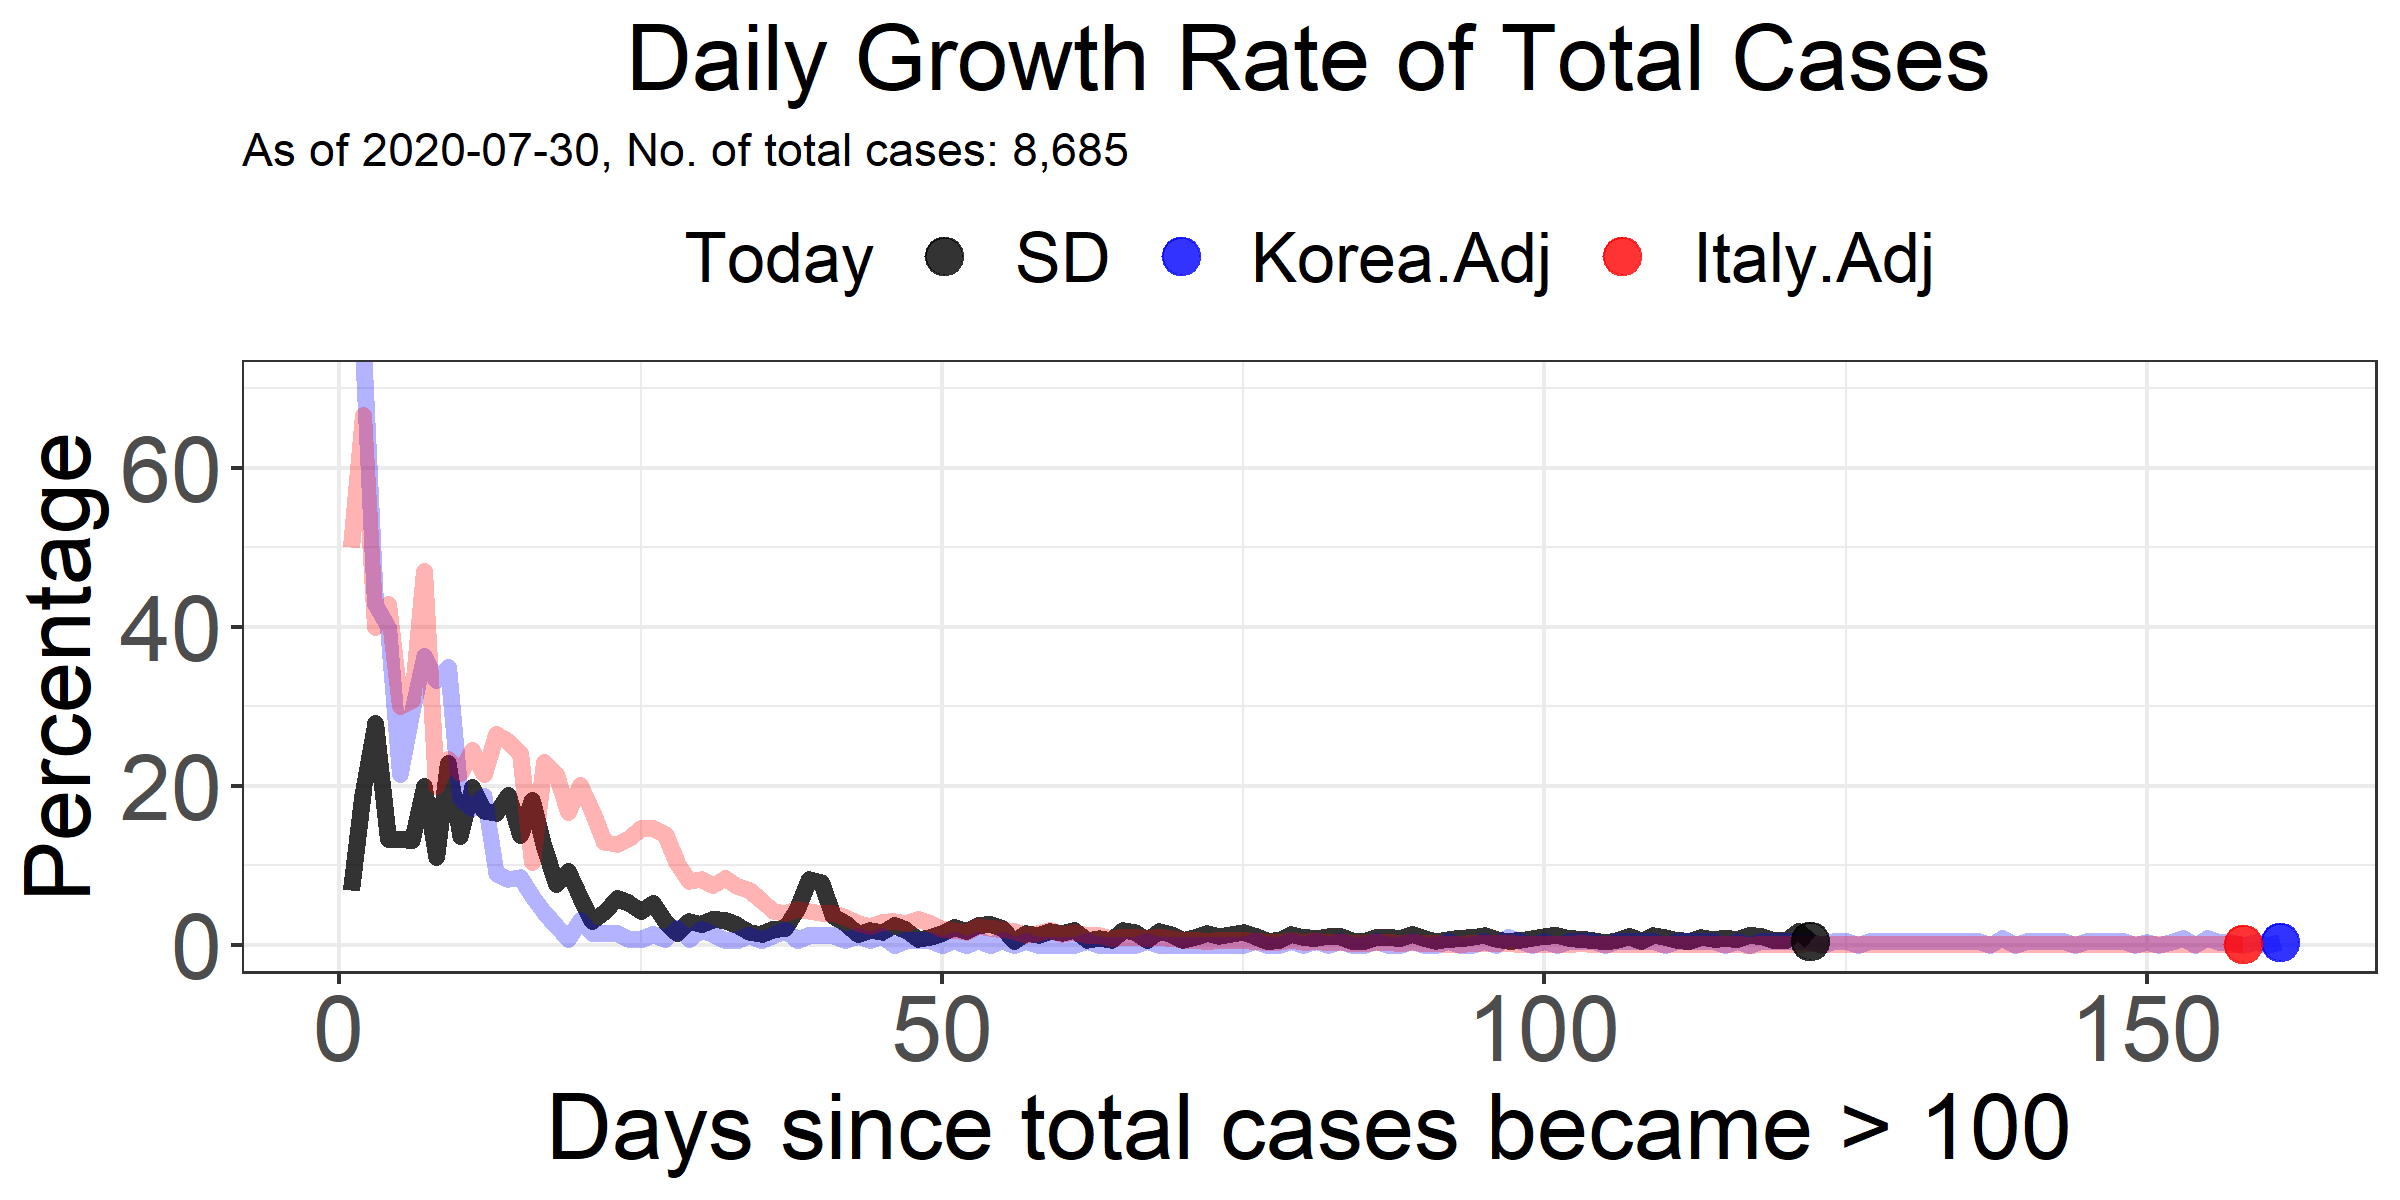 Daily Growth Rate of Total Cases
As of 2020-07-30, No. of total cases: 8,685
Today SD Korea.Adj Italy.Adj
Percentage
60
40
20
0
0 50 100 150
Days since total cases became > 100